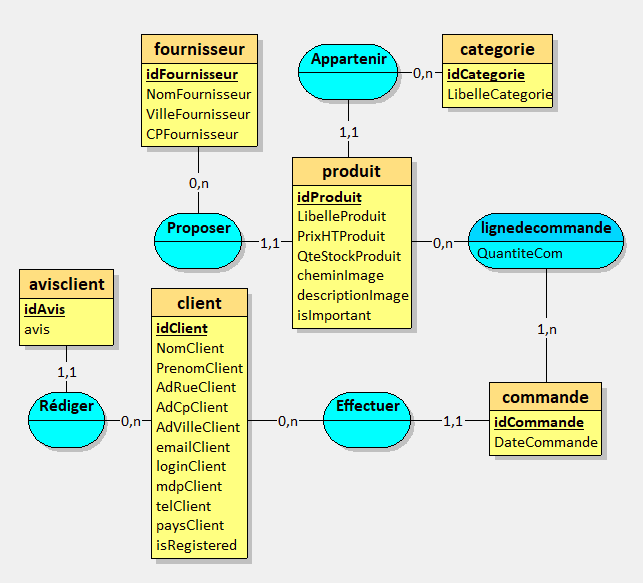 fournisseur
idFournisseur
NomFournisseur
VilleFournisseur
CPFournisseur
Appartenir
0,n
categorie
idCategorie
LibelleCategorie
1,1
0,n
Proposer
1,1
produit
idProduit
LibelleProduit
PrixHTProduit
QteStockProduit
cheminImage
descriptionImage
isImportant
0,n
lignedecommande
QuantiteCom
1,n
avisclient
idAvis
avis
1,1
Rédiger
0,n
client
idClient
NomClient
PrenomClient
AdRueClient
AdCpClient
AdVilleClient
emailClient
loginClient
mdpClient
telClient
paysClient
isRegistered
0,n
Effectuer
1,1
commande
idCommande
DateCommande